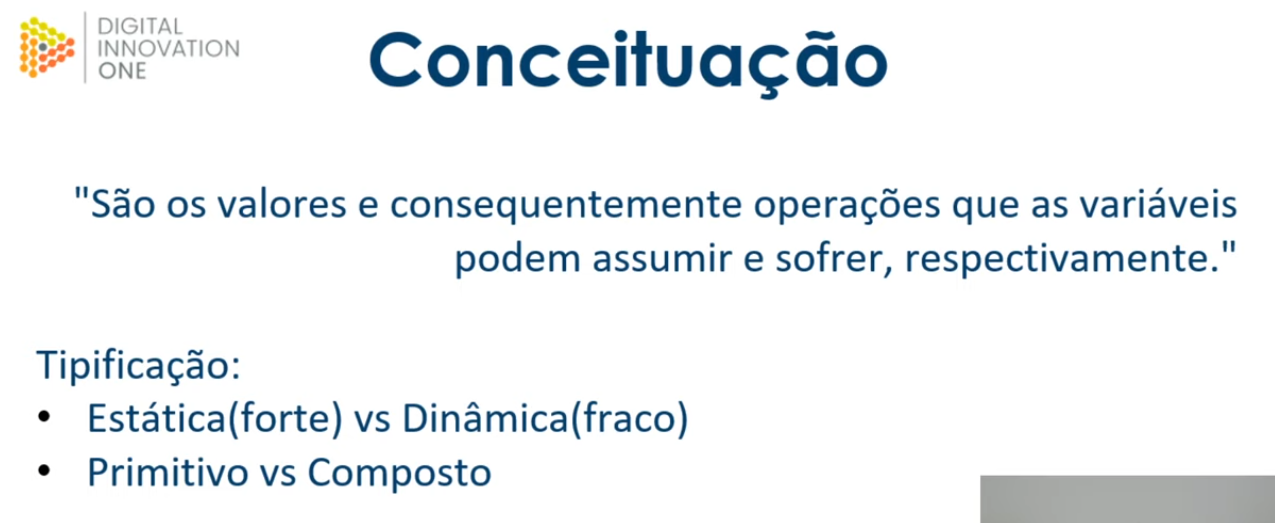 DIGITAL
INNOVATION
ONE
Conceituação
"São os valores e consequentemente operações que as variáveis
podem assumir e sofrer, respectivamente."
Tipificação:
• Estática(forte) vs Dinâmica(fraco)
• Primitivo vs Composto